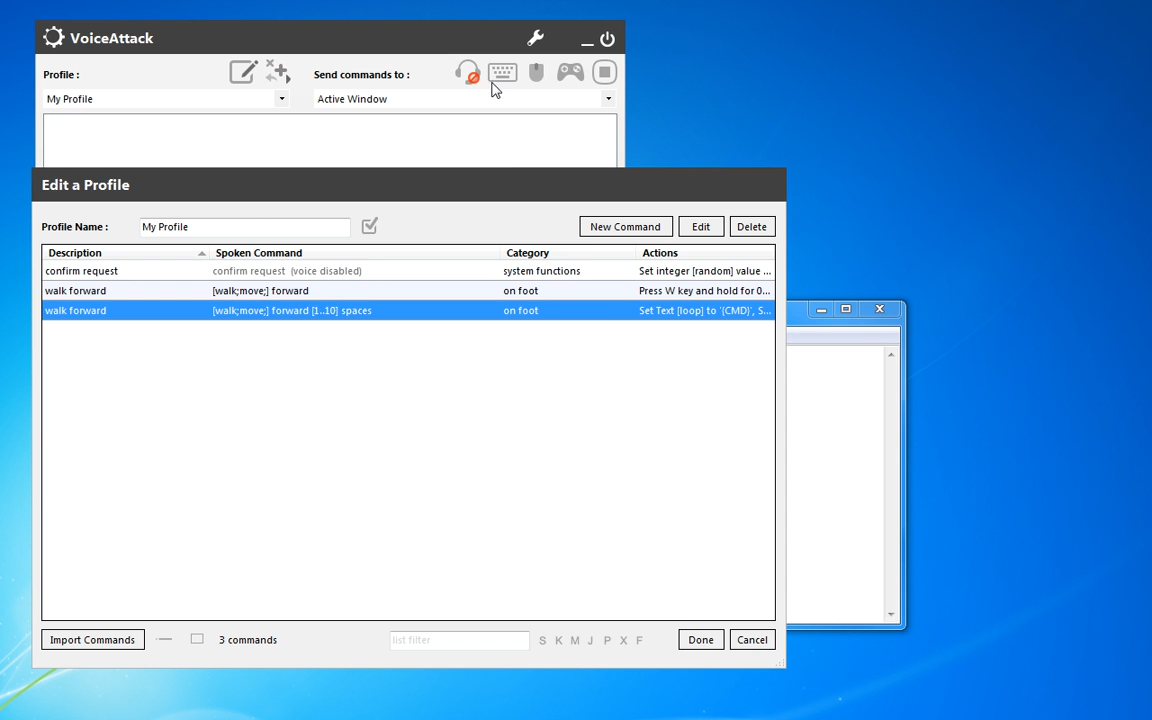 VoiceAttack
Profile :
Send commands to :
My Profile
Active Window
Edit a Profile
Profile Name :
My Profile
New Command
Edit
Delete
Description
Spoken Command
Category
Actions
confirm request
confirm request (voice disabled)
system functions
Set integer [random] value ...
walk forward
[walk;move;] forward
on foot
Press W key and hold for 0...
walk forward
[walk;move;] forward [1..10] spaces
on foot
Set Text [loop] to '{CMD}', S...
Import Commands
3 commands
list filter
S K M J P X F
Done
Cancel